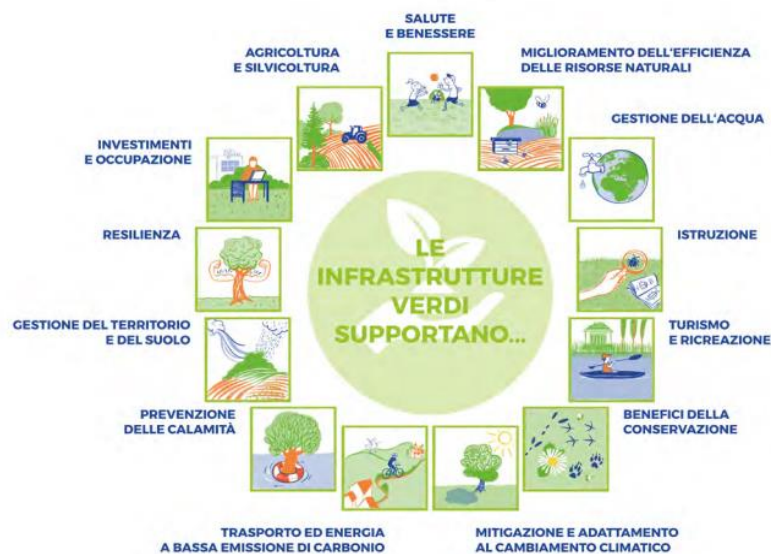 SALUTE
E BENESSERE
AGRICOLTURA
E SILVICOLTURA
MIGLIORAMENTO DELL'EFFICIENZA
DELLE RISORSE NATURALI
INVESTIMENTI
E OCCUPAZIONE
GESTIONE DELL'ACQUA
RESILIENZA
LE
INFRASTRUTTURE
VERDI
SUPPORTANO...
ISTRUZIONE
GESTIONE DEL TERRITORIO
E DEL SUOLO
TURISMO
E RICREAZIONE
PREVENZIONE
DELLE CALAMITÀ
BENEFICI DELLA
CONSERVAZIONE
TRASPORTO ED ENERGIA
A BASSA EMISSIONE DI CARBONIO
MITIGAZIONE E ADATTAMENTO
AL CAMBIAMENTO CLIMATICO